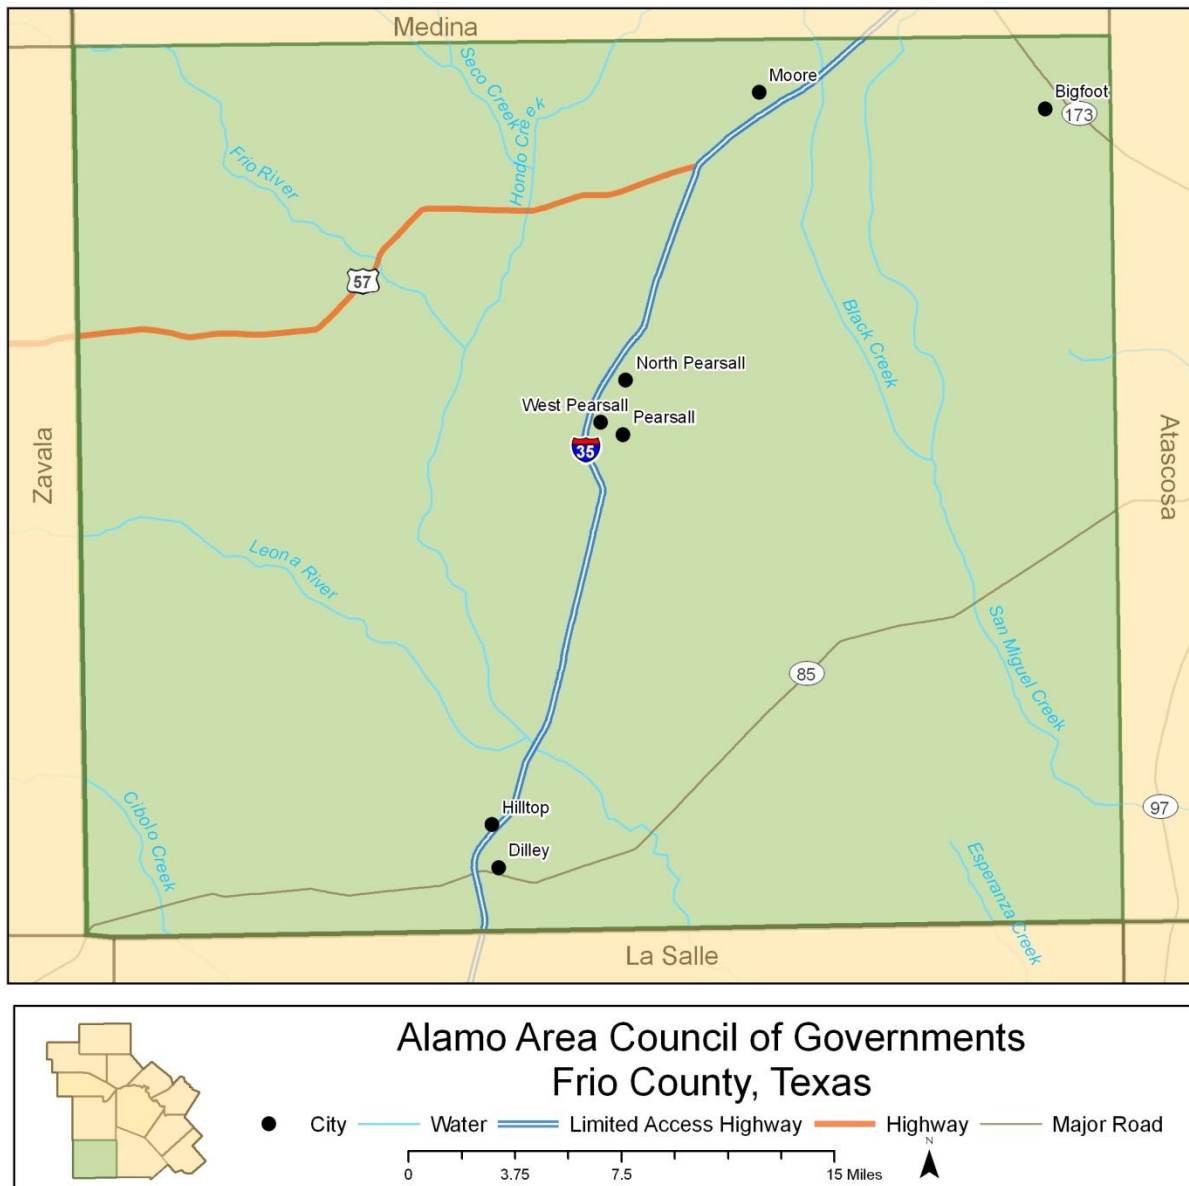 Medina
Moore
Bigfoot
173
Seco Creek
Hondo Creek
Frio River
57
Black Creek
North Pearsall
West Pearsall
Pearsall
35
Zavala
Atascosa
Leona River
San Miguel Creek
85
Cibolo Creek
Hilltop
97
Dilley
Esperanza Creek
La Salle
Alamo Area Council of Governments
Frio County, Texas
City Water Limited Access Highway Highway Major Road
0 3.75 7.5 15 Miles
N